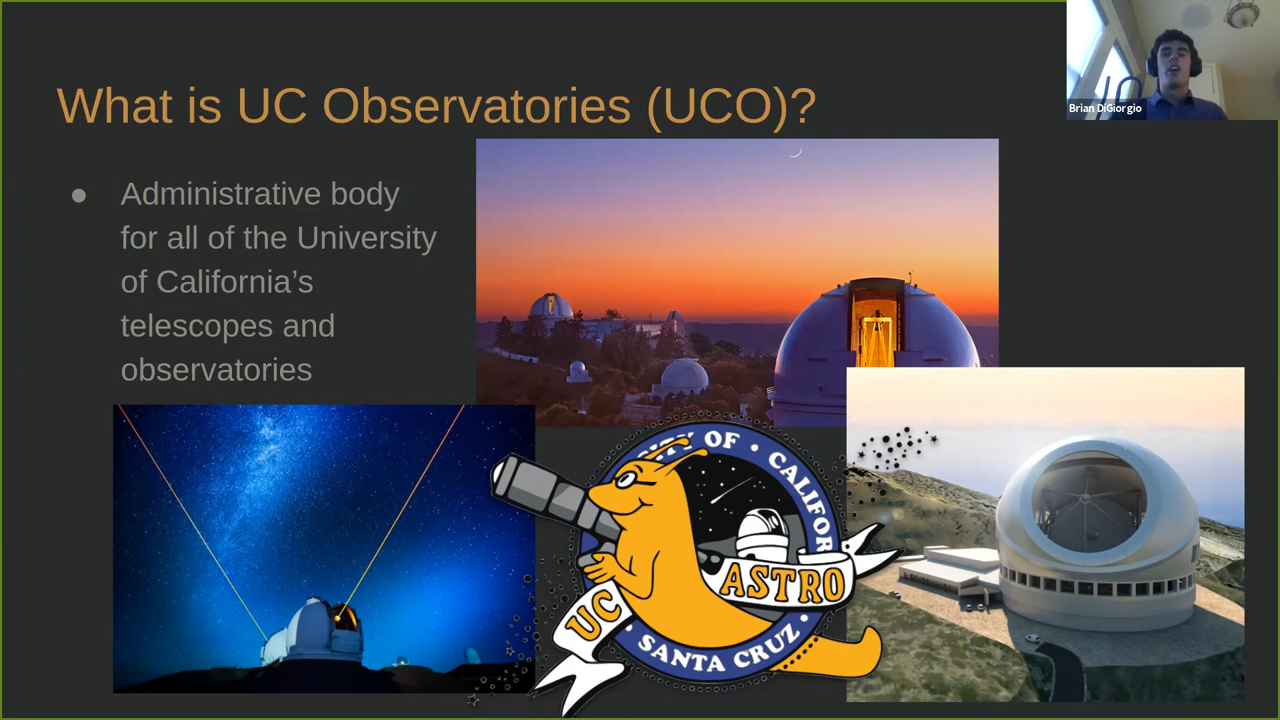 What is UC Observatories (UCO)?
Brian DiGiorgio
● Administrative body
for all of the University
of California’s
telescopes and
observatories
OF • CALIFOR
UC ASTRO
• SANTA CRUZ •